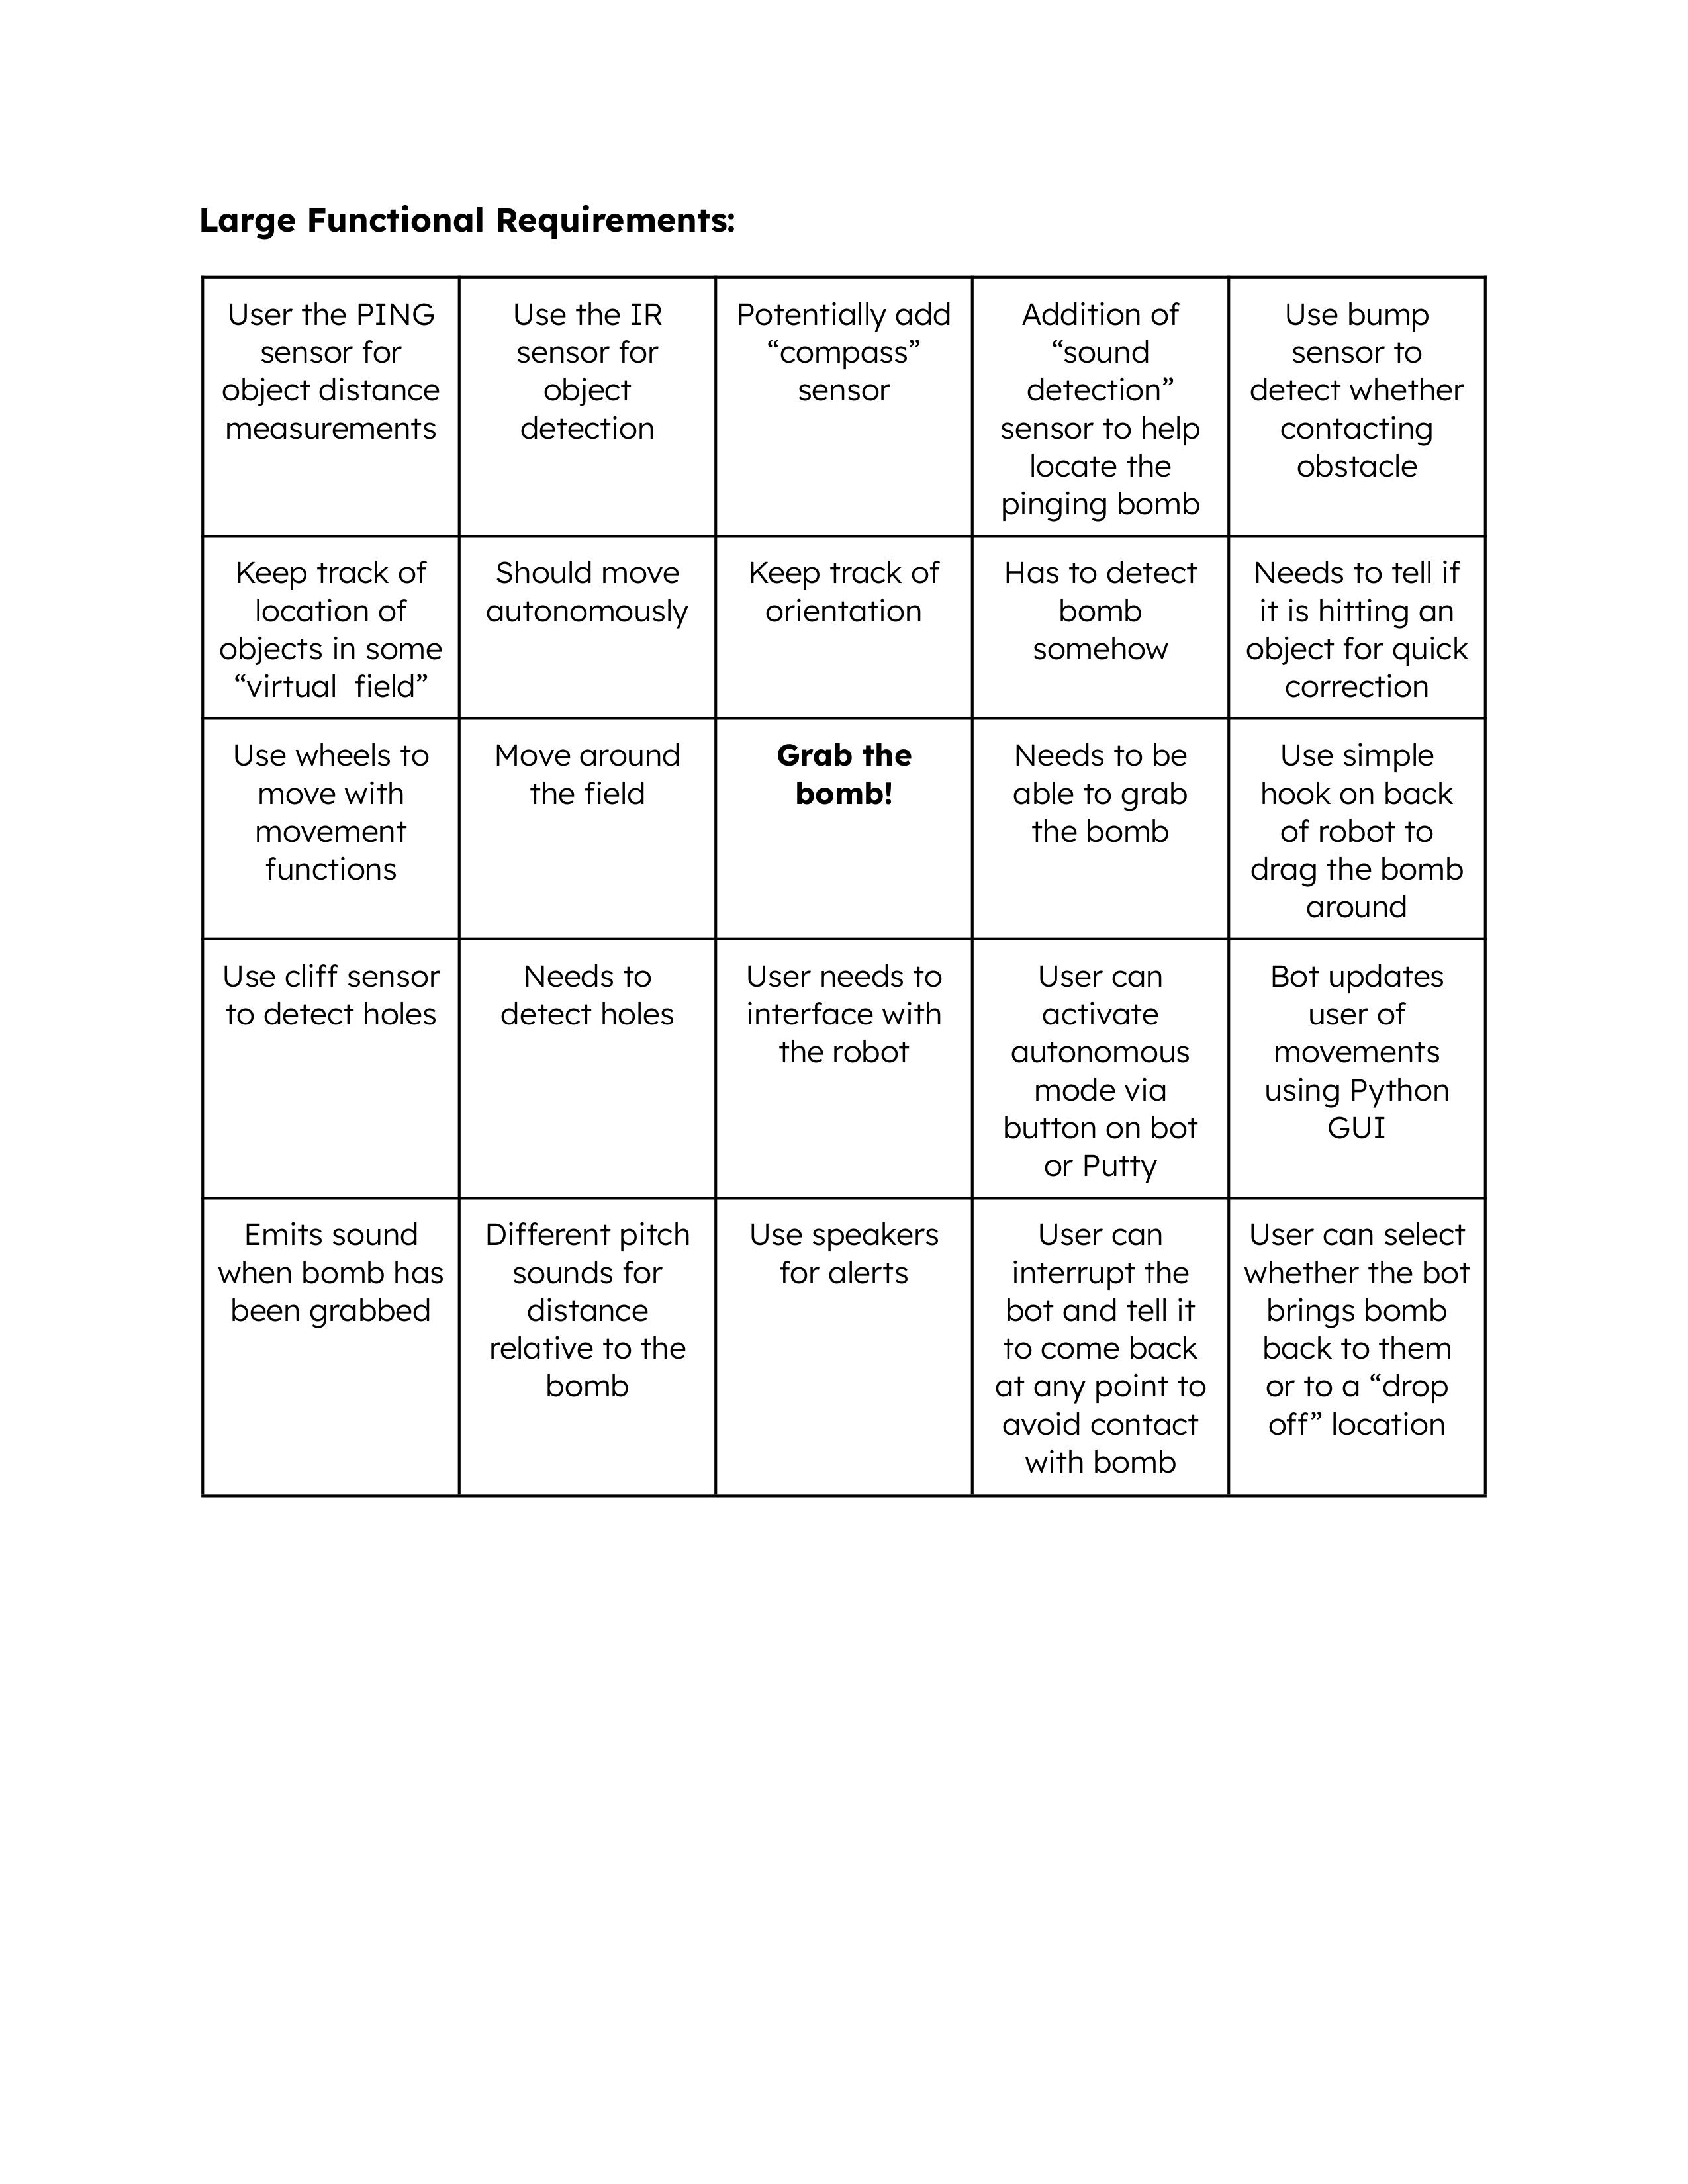 Large Functional Requirements:
User the PING
sensor for
object distance
measurements
Use the IR
sensor for
object
detection
Potentially add
“compass”
sensor
Addition of
“sound
detection”
sensor to help
locate the
pinging bomb
Use bump
sensor to
detect whether
contacting
obstacle
Keep track of
location of
objects in some
“virtual  field”
Should move
autonomously
Keep track of
orientation
Has to detect
bomb
somehow
Needs to tell if
it is hitting an
object for quick
correction
Use wheels to
move with
movement
functions
Move around
the field
Grab the
bomb!
Needs to be
able to grab
the bomb
Use simple
hook on back
of robot to
drag the bomb
around
Use cliff sensor
to detect holes
Needs to
detect holes
User needs to
interface with
the robot
User can
activate
autonomous
mode via
button on bot
or Putty
Bot updates
user of
movements
using Python
GUI
Emits sound
when bomb has
been grabbed
Different pitch
sounds for
distance
relative to the
bomb
Use speakers
for alerts
User can
interrupt the
bot and tell it
to come back
at any point to
avoid contact
with bomb
User can select
whether the bot
brings bomb
back to them
or to a “drop
off” location